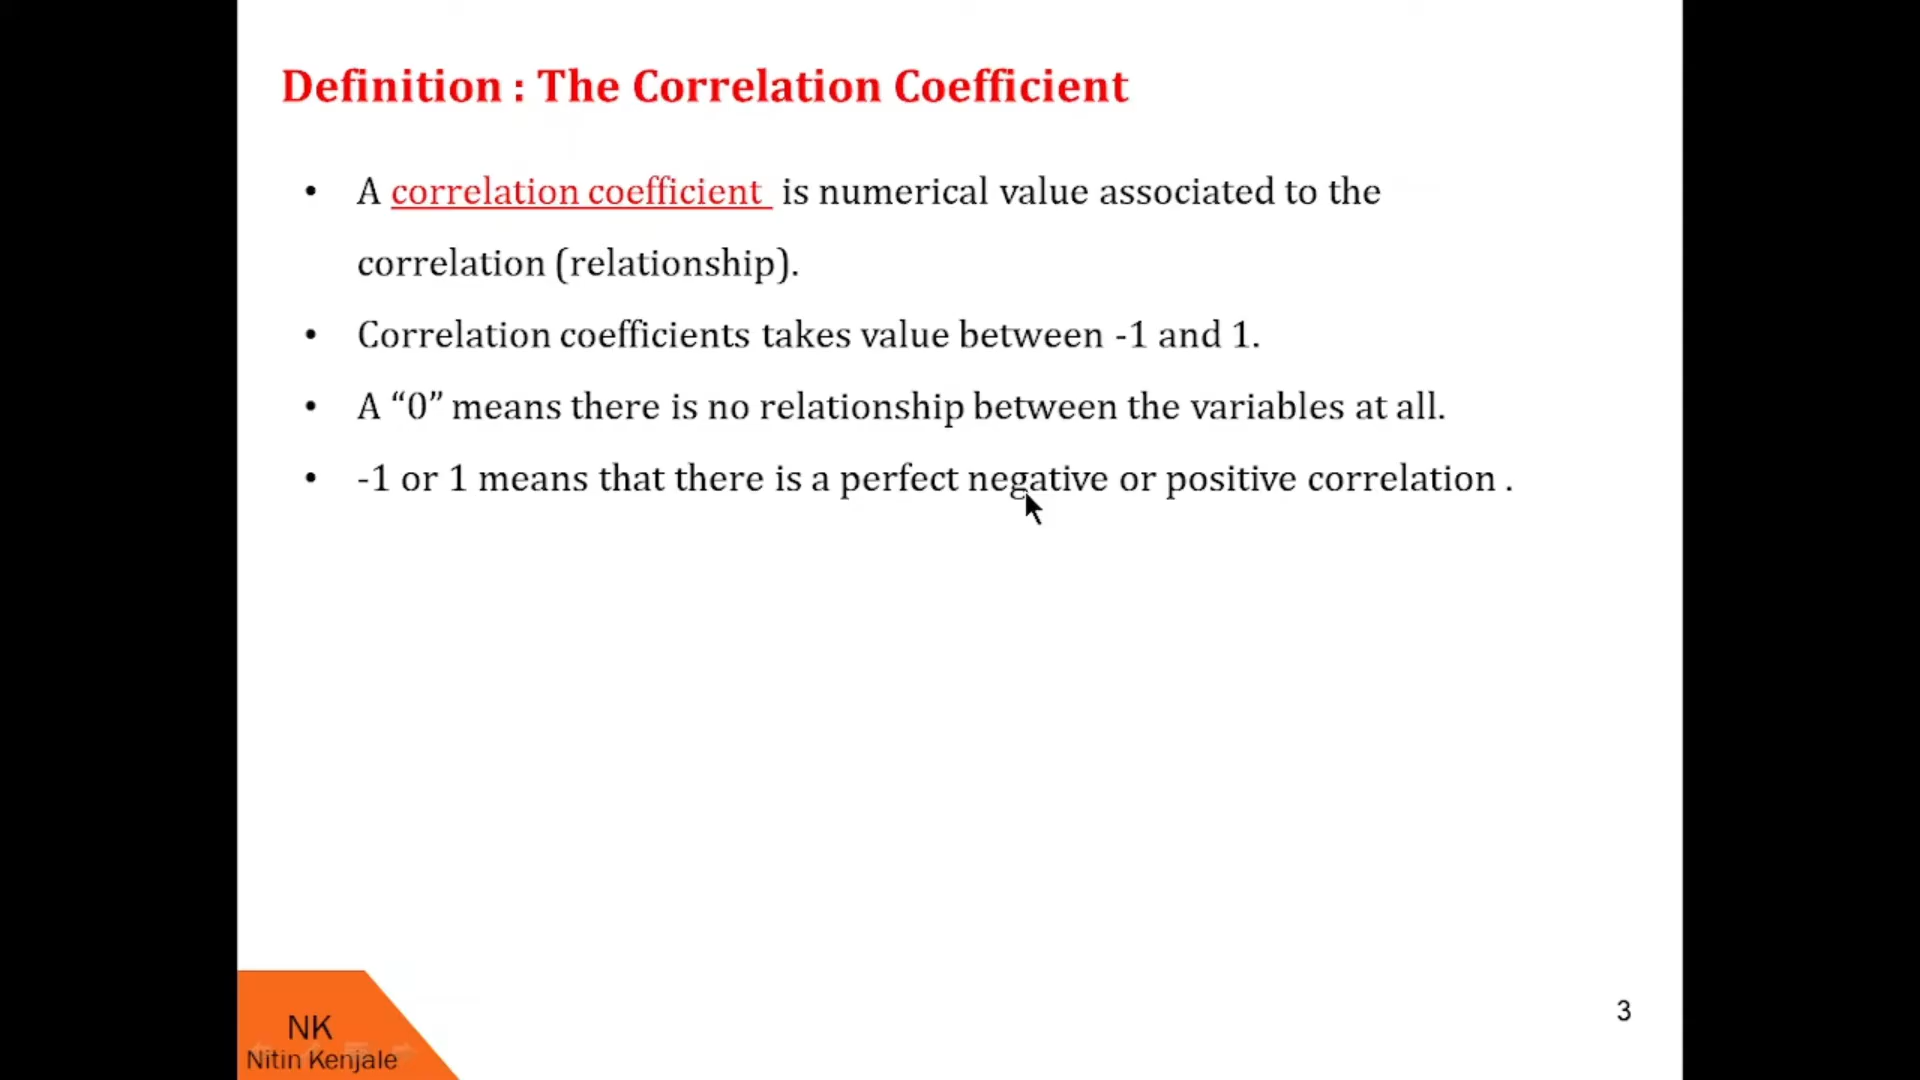 Definition : The Correlation Coefficient
• A correlation coefficient is numerical value associated to the
correlation (relationship).
• Correlation coefficients takes value between -1 and 1.
• A “0” means there is no relationship between the variables at all.
• -1 or 1 means that there is a perfect negative or positive correlation .
NK
Nitin Kenjale
3